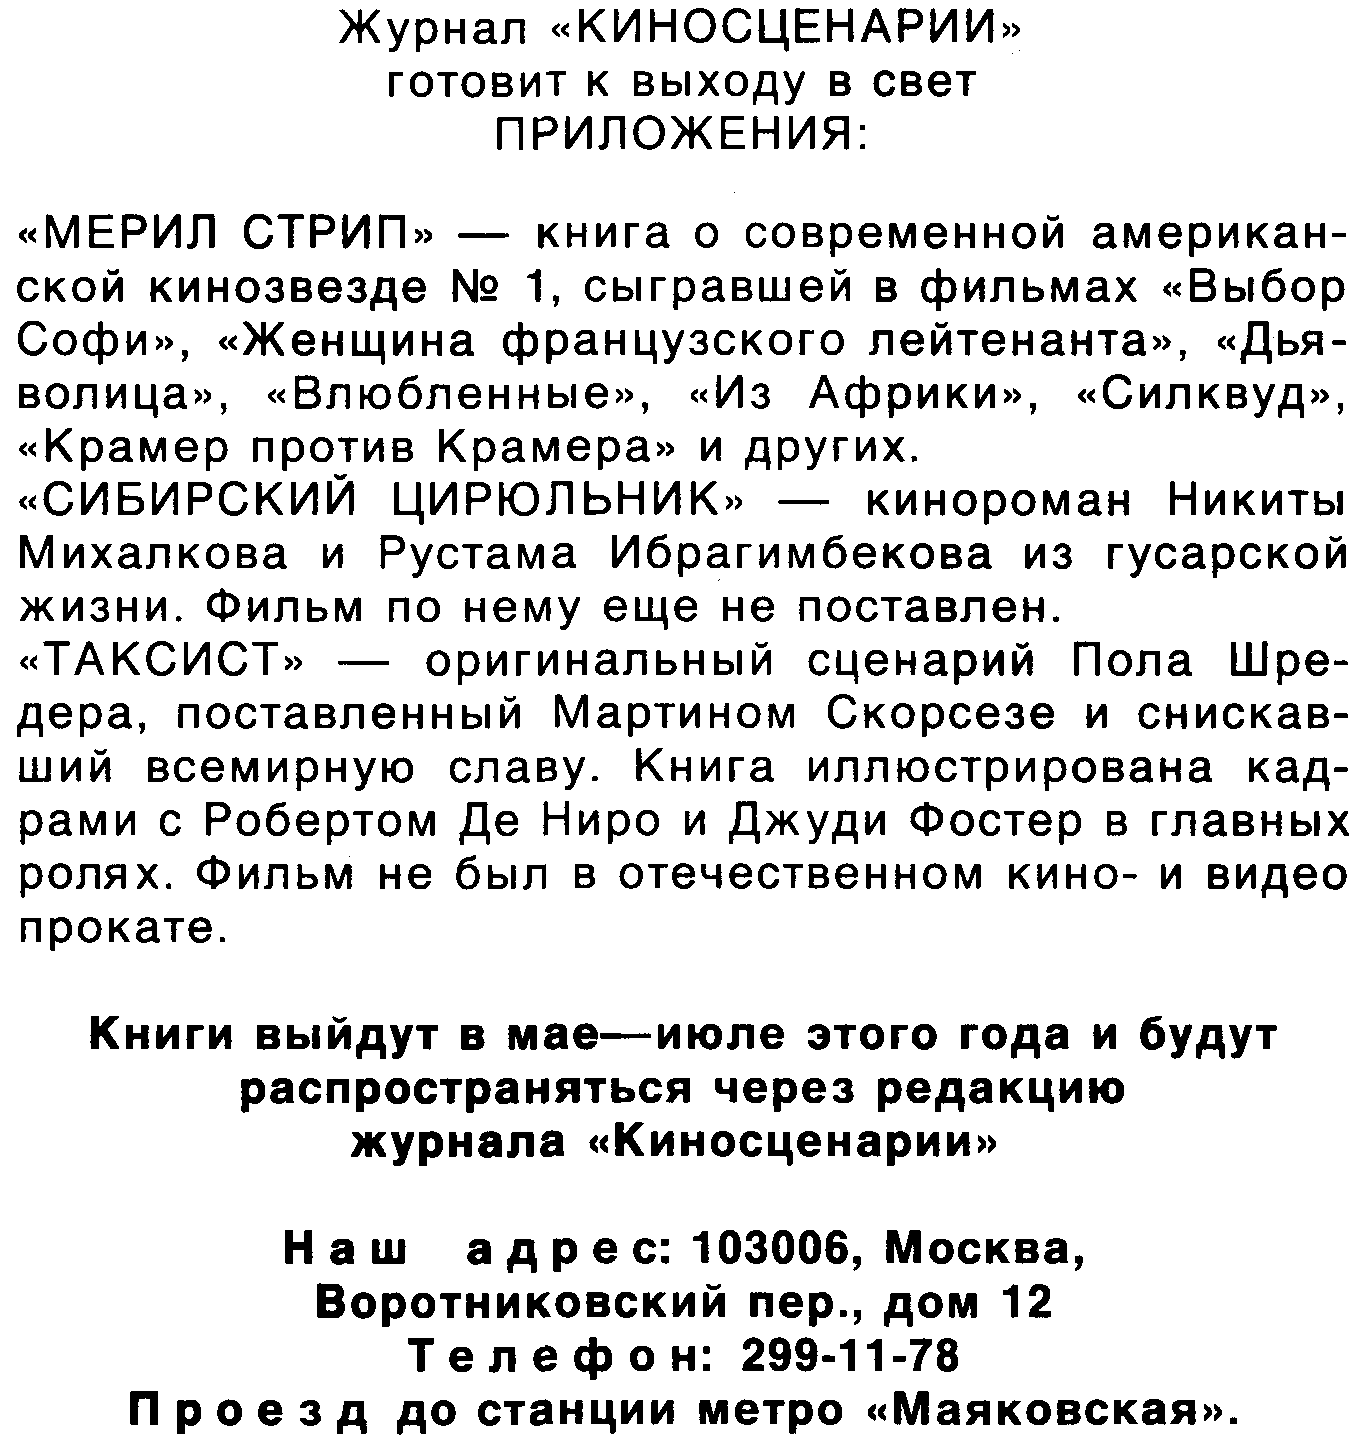 Журнал «КИНОСЦЕНАРИИ»
готовит к выходу в свет
ПРИЛОЖЕНИЯ:
«МЕРИЛ СТРИП» — книга о современной американ-
ской кинозвезде № 1, сыгравшей в фильмах «Выбор
Софи», «Женщина французского лейтенанта», «Дья-
волица», «Влюбленные», «Из Африки», «Силквуд»,
«Крамер против Крамера» и других.
«СИБИРСКИЙ ЦИРЮЛЬНИК» — кинороман Никиты
Михалкова и Рустама Ибрагимбекова из гусарской
жизни. Фильм по нему еще не поставлен.
«ТАКСИСТ» — оригинальный сценарий Пола Шре-
дера, поставленный Мартином Скорсезе и снискав-
ший всемирную славу. Книга иллюстрирована кад-
рами с Робертом Де Ниро и Джуди Фостер в главных
ролях. Фильм не был в отечественном кино- и видео
прокате.
Книги выйдут в мае—июле этого года и будут
распространяться через редакцию
журнала «Киносценарии»
Наш адрес: 103006, Москва,
Воротниковский пер., дом 12
Телефон: 299-11-78
Проезд до станции метро «Маяковская».